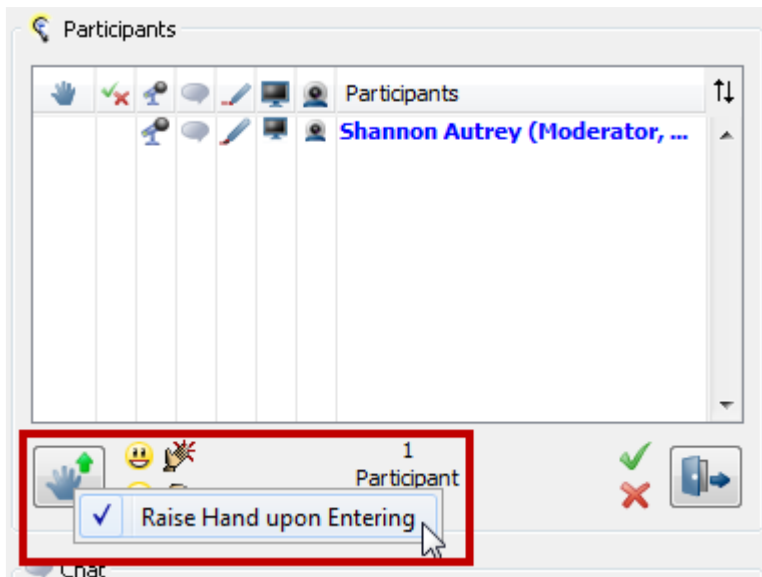 Participants
Participants
Shannon Autrey (Moderator, ...
1
Participant
Raise Hand upon Entering
Chat